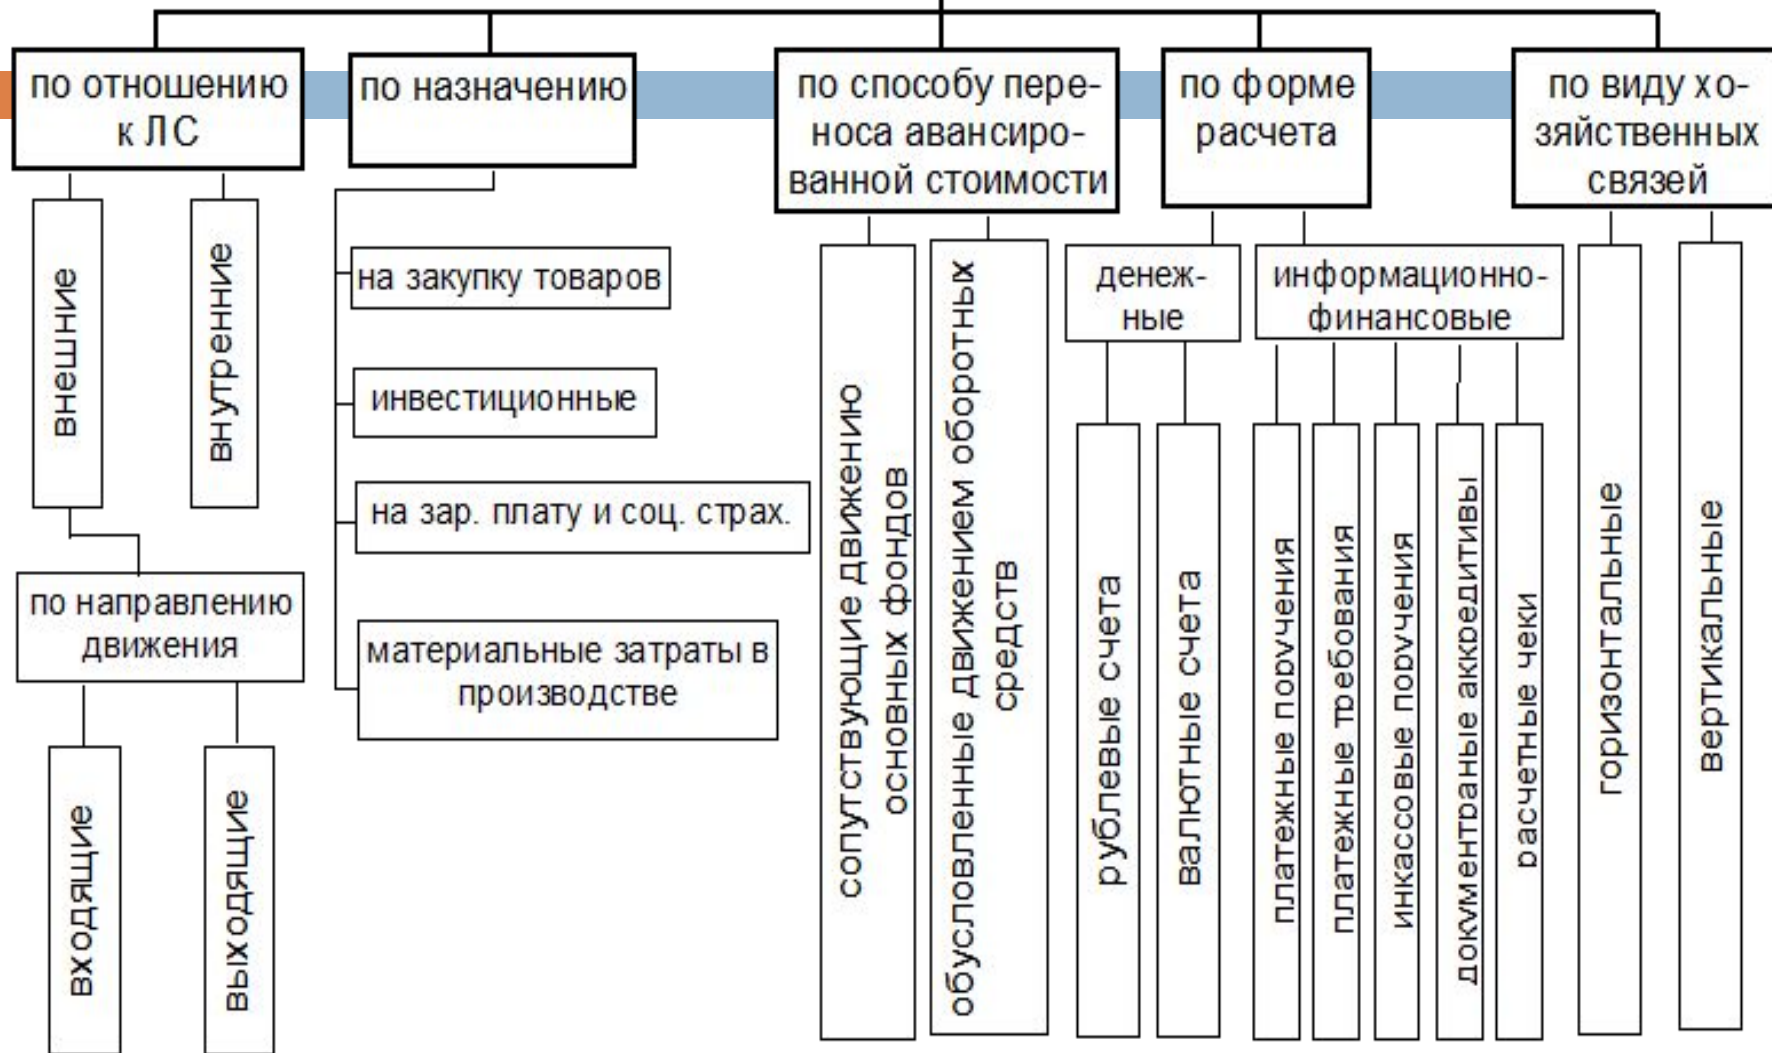 по отношению
к ЛС
по назначению
по способу пере-
носа авансиро-
ванной стоимости
по форме
расчета
по виду хо-
зяйственных
связей
внешние
внутренние
по направлению
движения
входящие
выходящие
на закупку товаров
инвестиционные
на зар. плату и соц. страх.
материальные затраты в
производстве
сопутствующие движению
основных фондов
обусловленные движением оборотных
средств
денеж-
ные
информационно-
финансовые
рублевые счета
валютные счета
платежные поручения
платежные требования
инкассовые поручения
документраные аккредитивы
расчетные чеки
горизонтальные
вертикальные